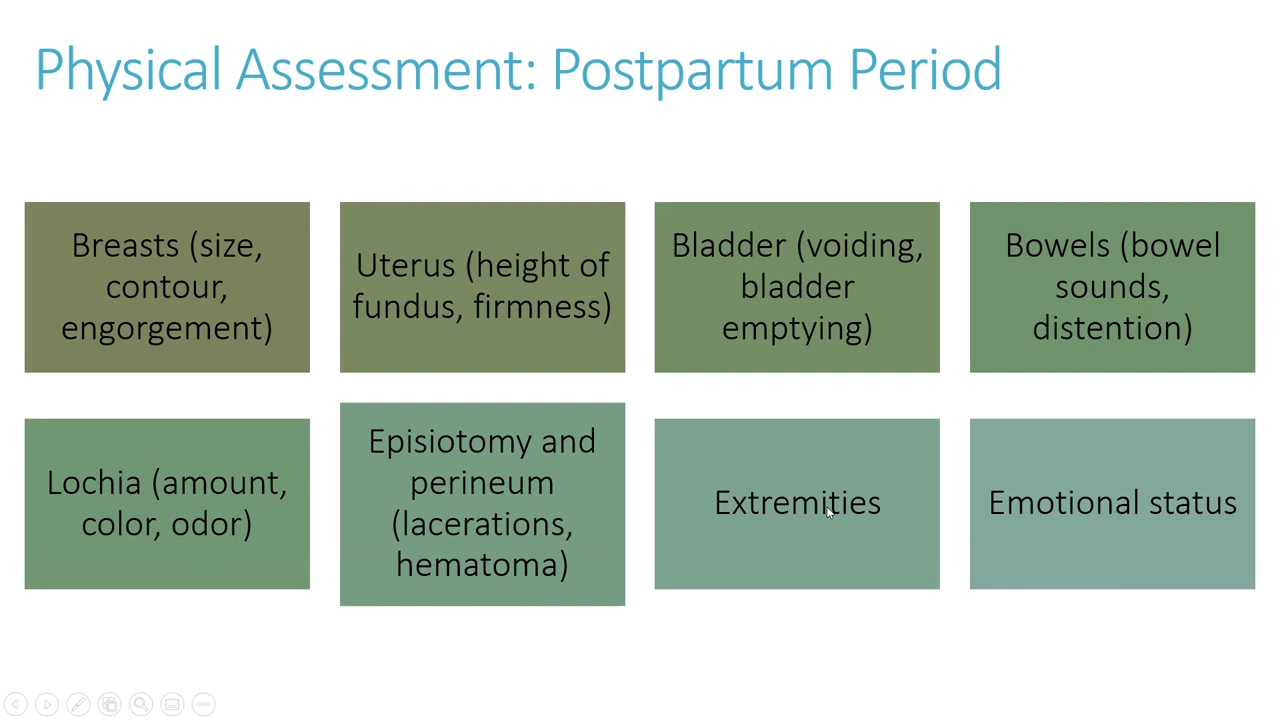 Physical Assessment: Postpartum Period
Breasts (size,
contour,
engorgement)
Uterus (height of
fundus, firmness)
Bladder (voiding,
bladder
emptying)
Bowels (bowel
sounds,
distention)
Lochia (amount,
color, odor)
Episiotomy and
perineum
(lacerations,
hematoma)
Extremities
Emotional status